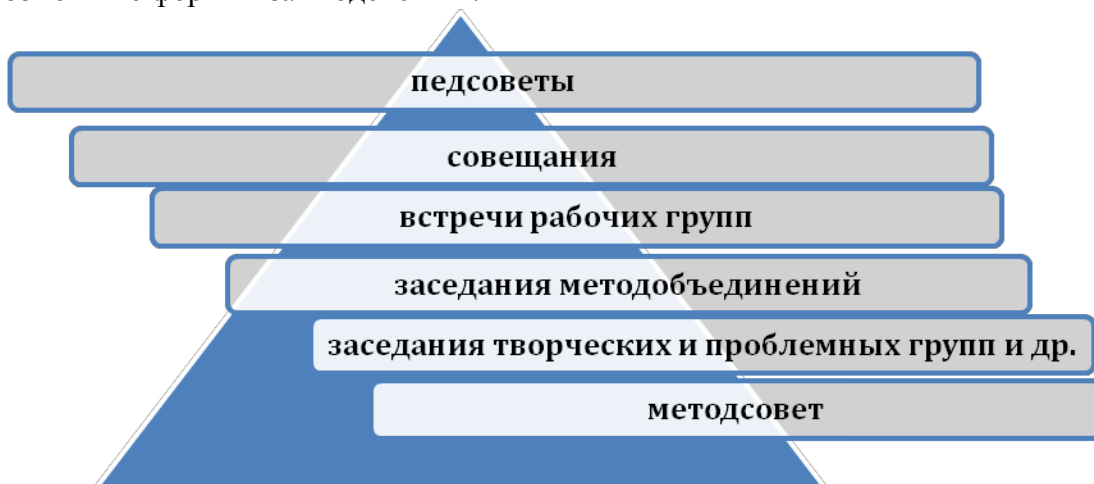 педсоветы
совещания
встречи рабочих групп
заседания методобъединений
заседания творческих и проблемных групп и др.
методсовет